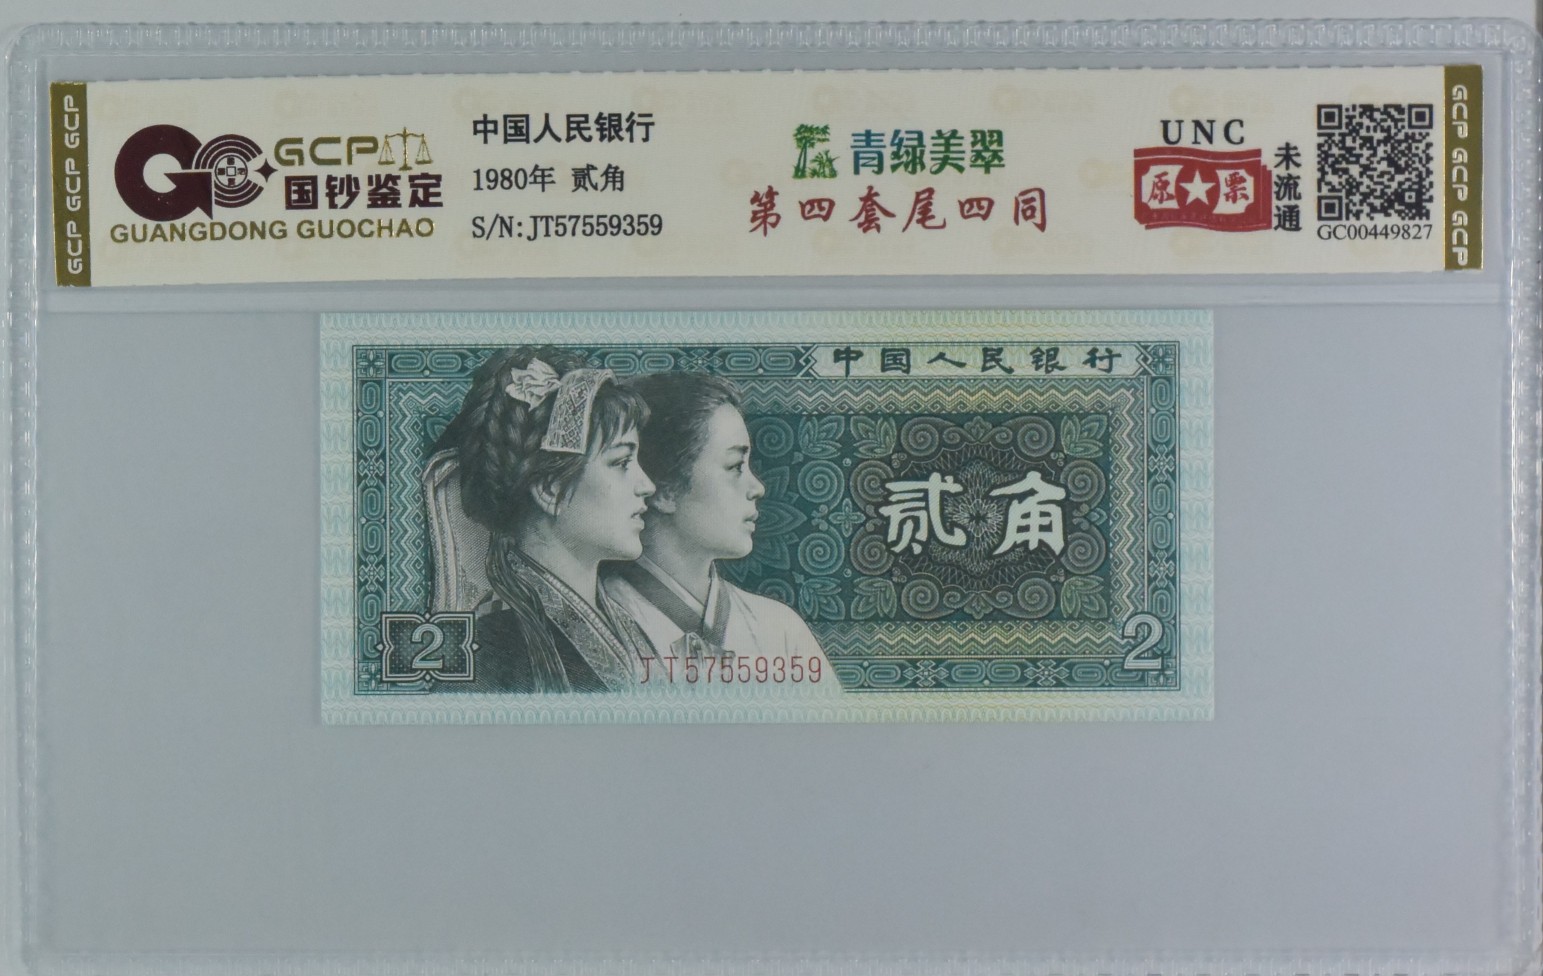 GCP GCP GCP
GCP
国钞鉴定
GUANGDONG GUOCHAO
中国人民银行
1980年 贰角
S/N: JT57559359
青绿美翠
第四套尾四同
UNC
原★票
未流通
GC00449827
GCP GCP GCP
中国人民银行
贰角
2
2
JT57559359